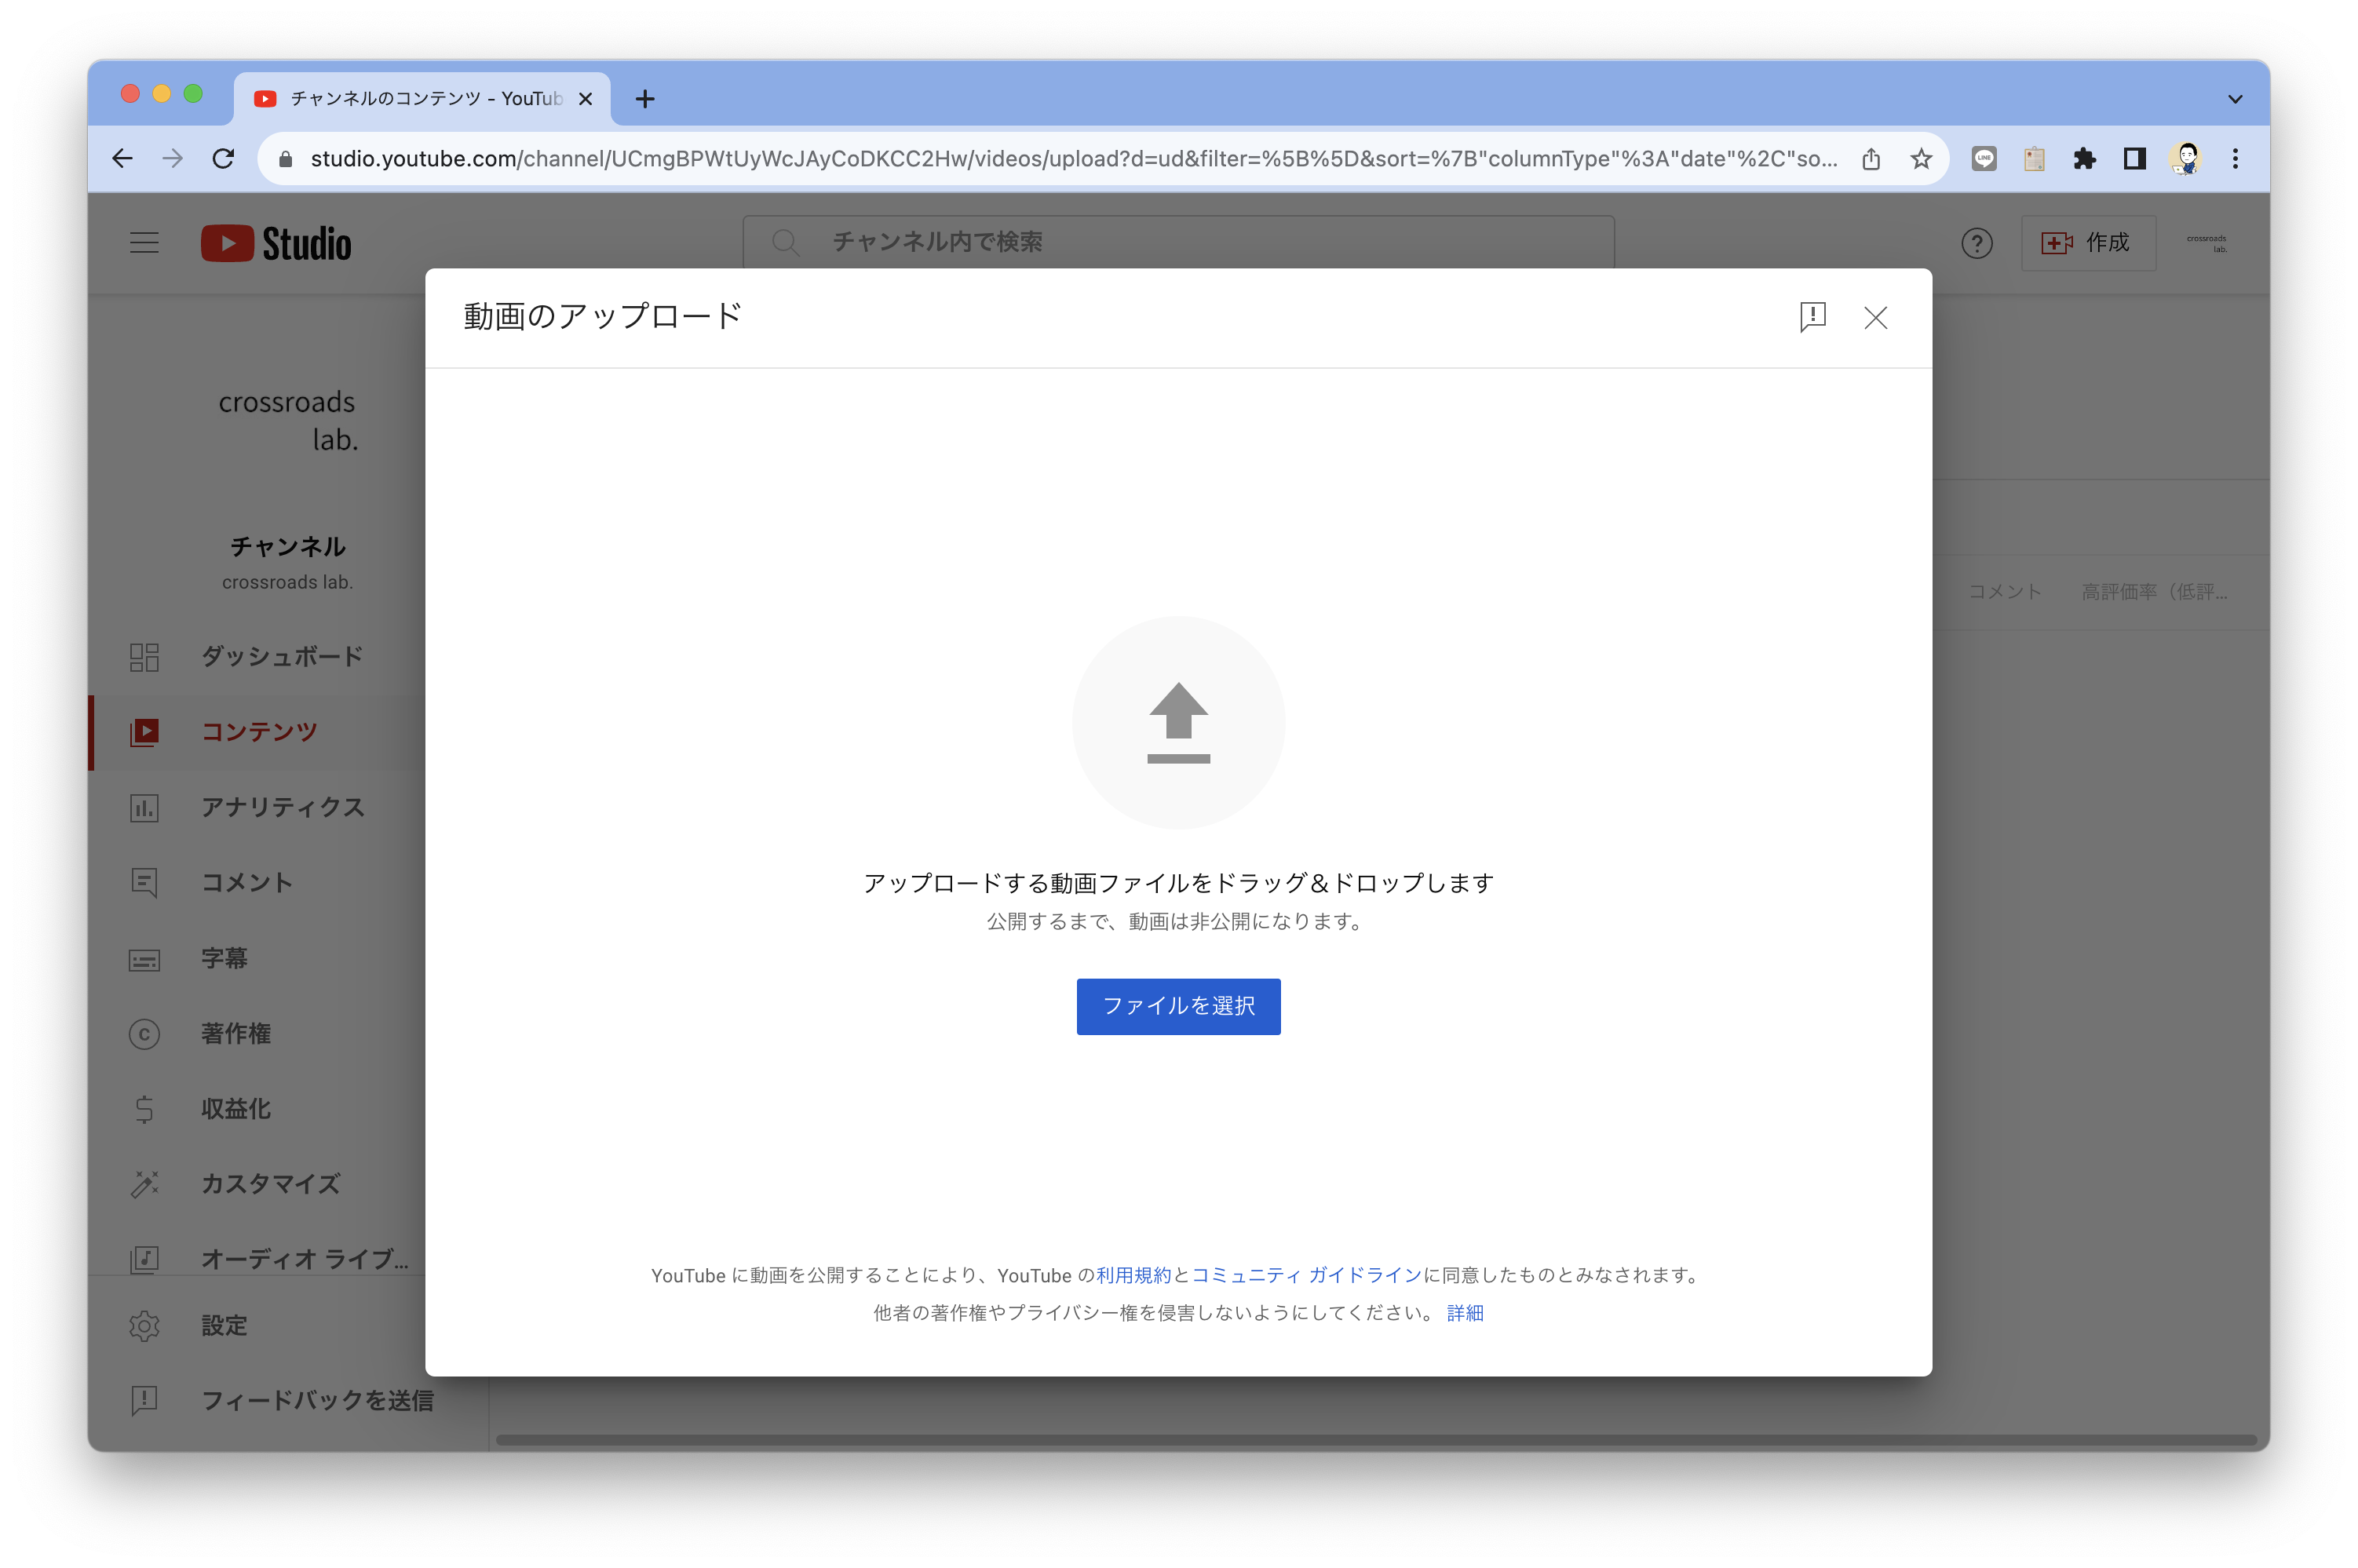 チャンネルのコンテンツ - YouTub
studio.youtube.com/channel/UCmgBPWtUyWcJAyCoDKCC2Hw/videos/upload?d=ud&filter=%5B%5D&sort=%7B"columnType"%3A"date"%2C"so...
LINE
Studio
チャンネル内で検索
作成
crossroads
lab.
動画のアップロード
crossroads
lab.
チャンネル
crossroads lab.
コメント
高評価率（低評...
ダッシュボード
コンテンツ
アナリティクス
コメント
字幕
著作権
収益化
カスタマイズ
オーディオ ライブ...
設定
フィードバックを送信
アップロードする動画ファイルをドラッグ＆ドロップします
公開するまで、動画は非公開になります。
ファイルを選択
YouTube に動画を公開することにより、YouTube の利用規約とコミュニティ ガイドラインに同意したものとみなされます。
他者の著作権やプライバシー権を侵害しないようにしてください。 詳細